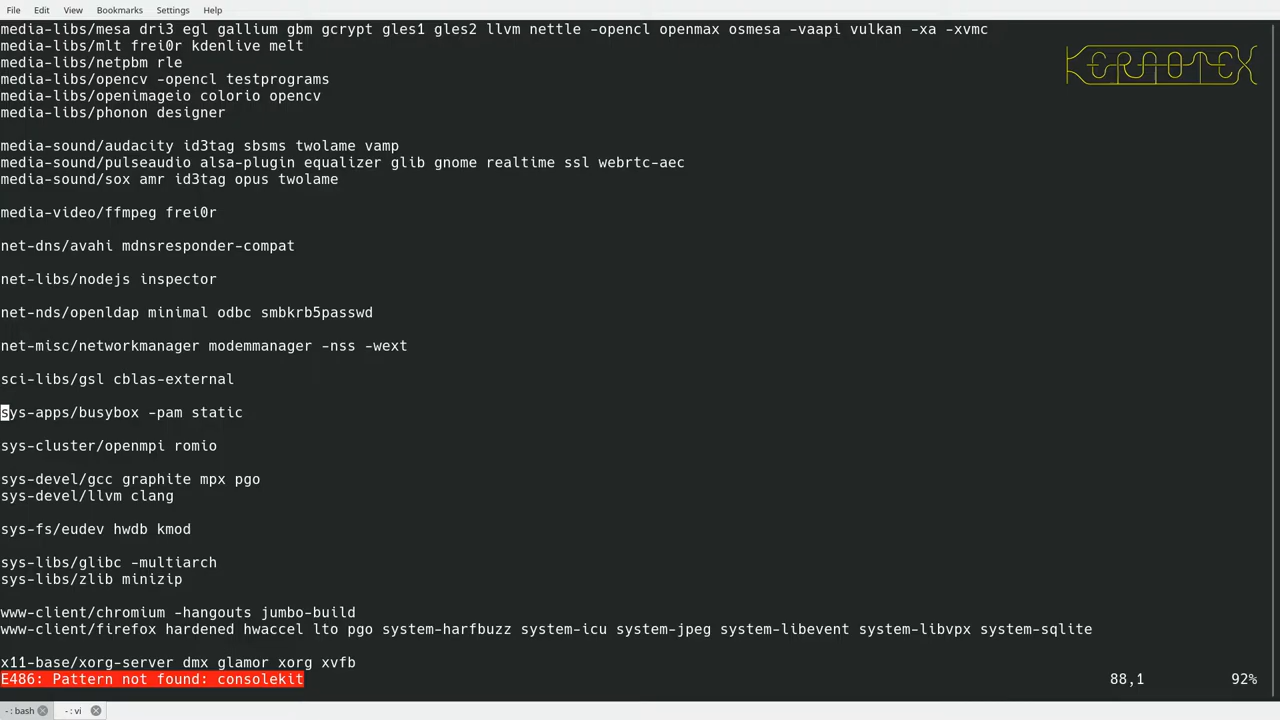 File Edit View Bookmarks Settings Help
media-libs/mesa dri3 egl gallium gbm gcrypt gles1 gles2 llvm nettle -opencl openmax osmesa -vaapi vulkan -xa -xvmc
media-libs/mlt frei0r kdenlive melt
media-libs/netpbm rle
media-libs/opencv -opencl testprograms
media-libs/openimageio colorio opencv
media-libs/phonon designer
KERAOTEX
media-sound/audacity id3tag sbsms twolame vamp
media-sound/pulseaudio alsa-plugin equalizer glib gnome realtime ssl webrtc-aec
media-sound/sox amr id3tag opus twolame
media-video/ffmpeg frei0r
net-dns/avahi mdnsresponder-compat
net-libs/nodejs inspector
net-nds/openldap minimal odbc smbkrb5passwd
net-misc/networkmanager modemmanager -nss -wext
sci-libs/gsl cblas-external
sys-apps/busybox -pam static
sys-cluster/openmpi romio
sys-devel/gcc graphite mpx pgo
sys-devel/llvm clang
sys-fs/eudev hwdb kmod
sys-libs/glibc -multiarch
sys-libs/zlib minizip
www-client/chromium -hangouts jumbo-build
www-client/firefox hardened hwaccel lto pgo system-harfbuzz system-icu system-jpeg system-libevent system-libvpx system-sqlite
x11-base/xorg-server dmx glamor xorg xvfb
E486: Pattern not found: consolekit 88,1 92%
- : bash - : vi